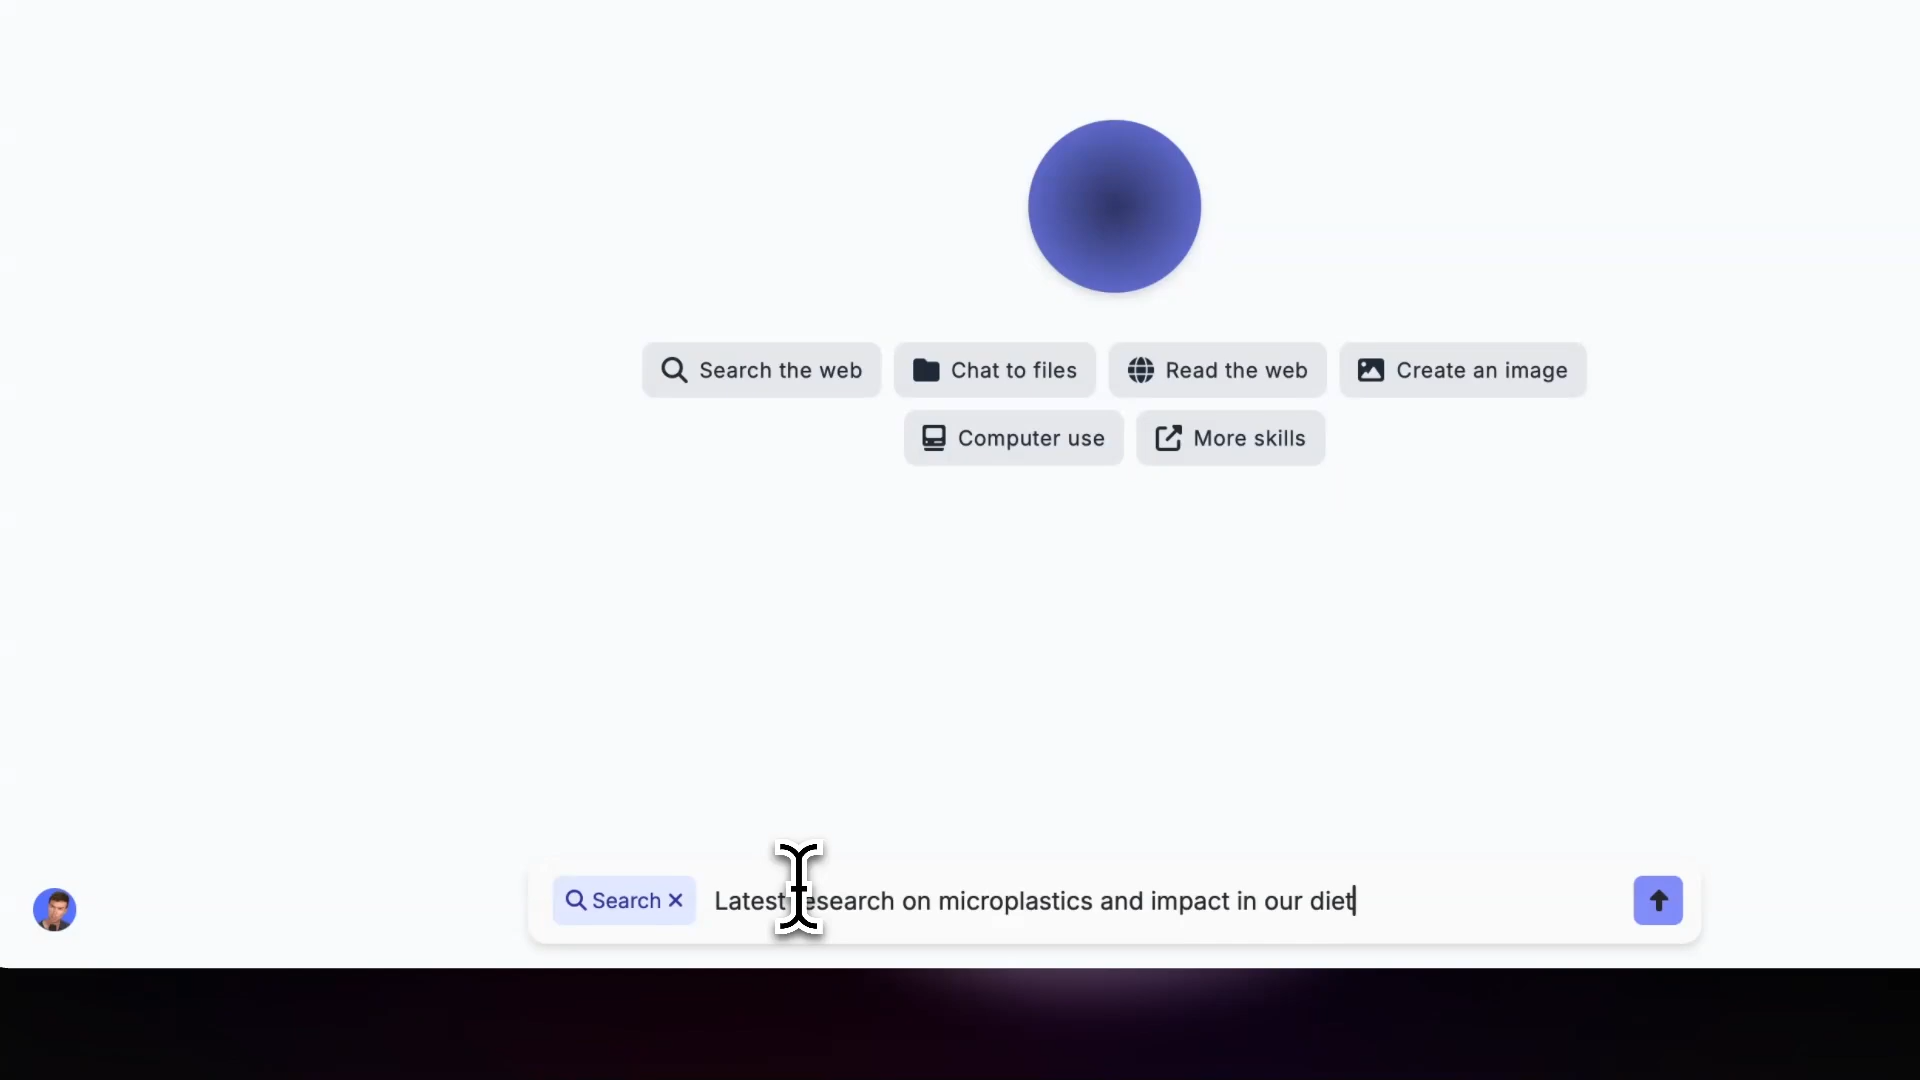 Search the web
Chat to files
Read the web
Create an image
Computer use
More skills
Search Latest research on microplastics and impact in our diet